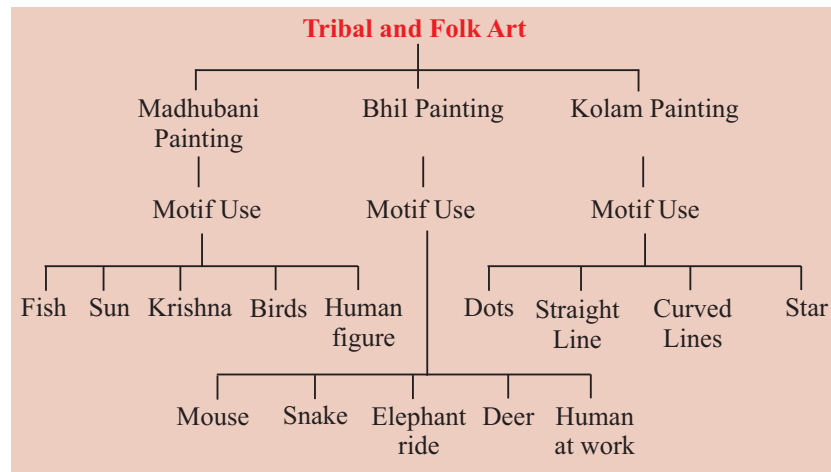 Tribal and Folk Art
Madhubani
Painting
Bhil Painting
Kolam Painting
Motif Use
Motif Use
Motif Use
Fish
Sun
Krishna
Birds
Human
figure
Dots
Straight
Line
Curved
Lines
Star
Mouse
Snake
Elephant
ride
Deer
Human
at work